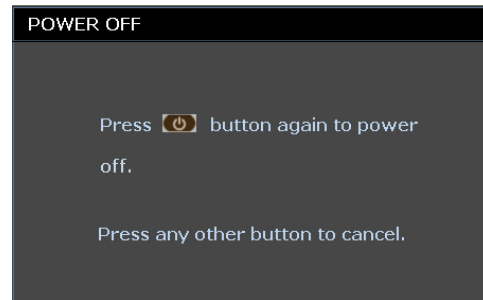 POWER OFF
Press button again to power
off.
Press any other button to cancel.